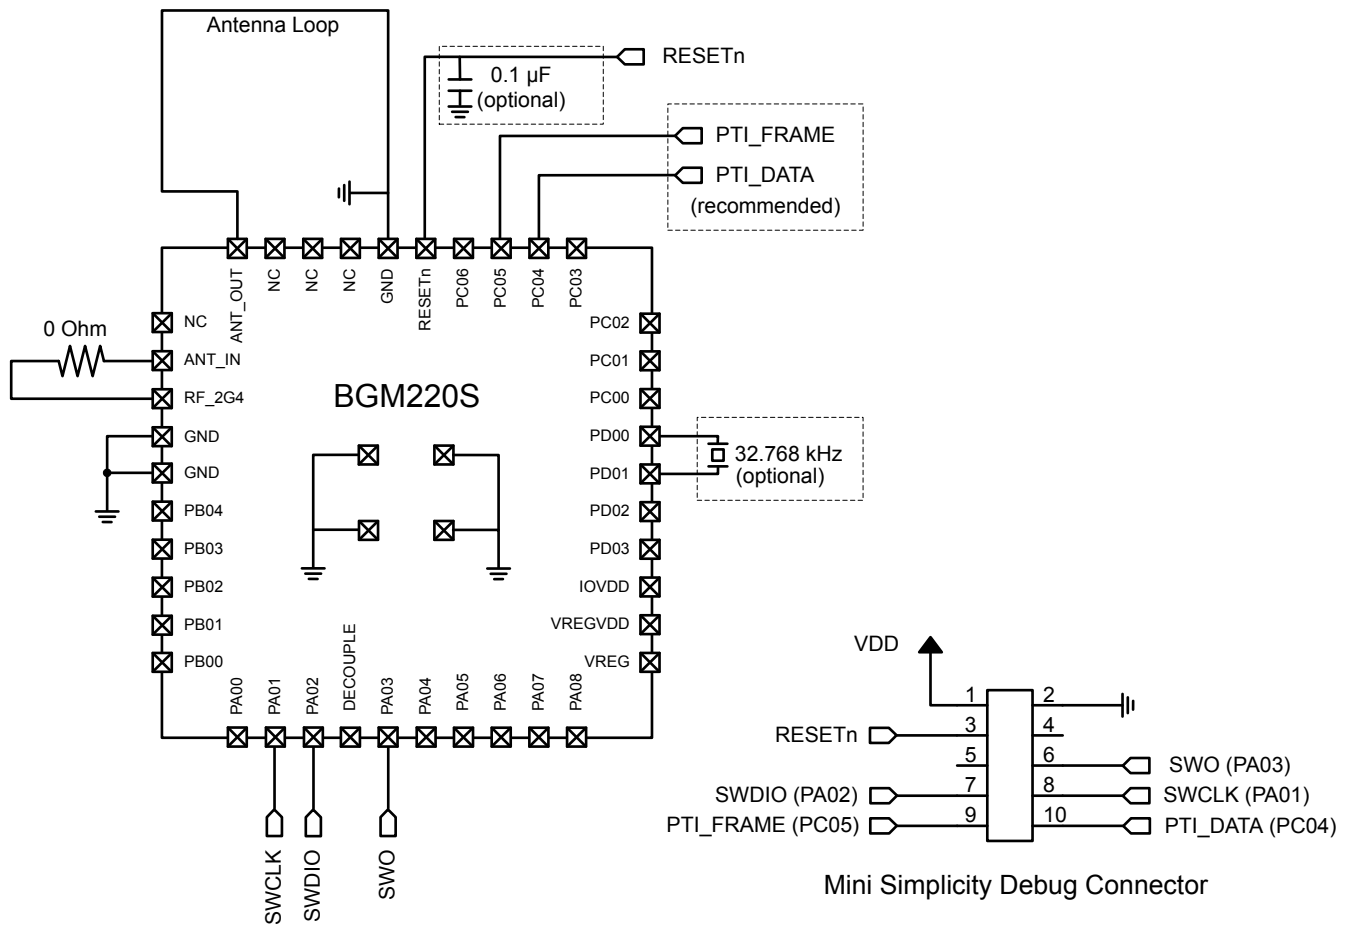 Antenna Loop
RESETn
0.1 µF
(optional)
PTI_FRAME
PTI_DATA
(recommended)
ANT_OUT
NC
NC
NC
GND
RESETn
PC06
PC05
PC04
PC03
0 Ohm
NC
ANT_IN
RF_2G4
GND
GND
PB04
PB03
PB02
PB01
PB00
BGM220S
PC02
PC01
PC00
PD00
PD01
PD02
PD03
IOVDD
VREGVDD
VREG
32.768 kHz
(optional)
PA00
PA01
PA02
DECOUPLE
PA03
PA04
PA05
PA06
PA07
PA08
SWCLK
SWDIO
SWO
VDD
1 2
RESETn 3 4
5 6 SWO (PA03)
SWDIO (PA02) 7 8 SWCLK (PA01)
PTI_FRAME (PC05) 9 10 PTI_DATA (PC04)
Mini Simplicity Debug Connector